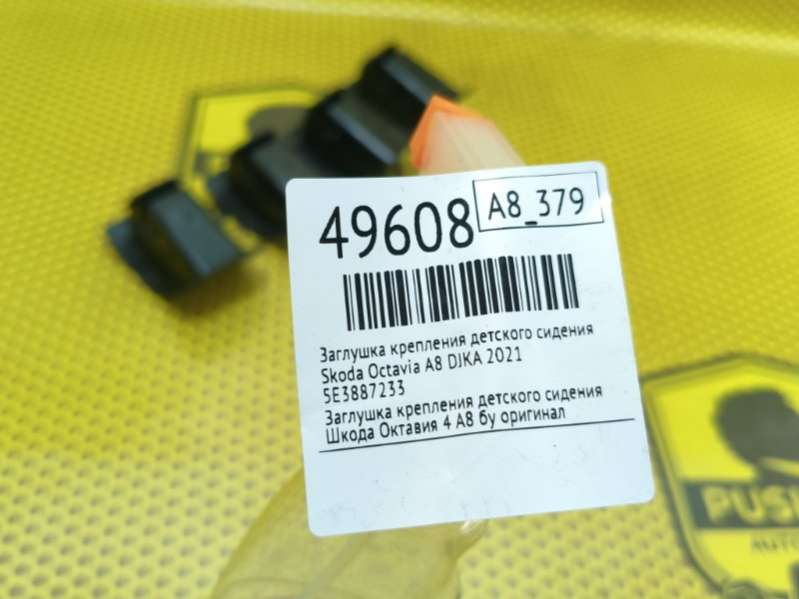 49608
A8_379
Заглушка крепления детского сидения
Skoda Octavia A8 DJKA 2021
5E3887233
Заглушка крепления детского сидения
Шкода Октавия 4 А8 бу оригинал